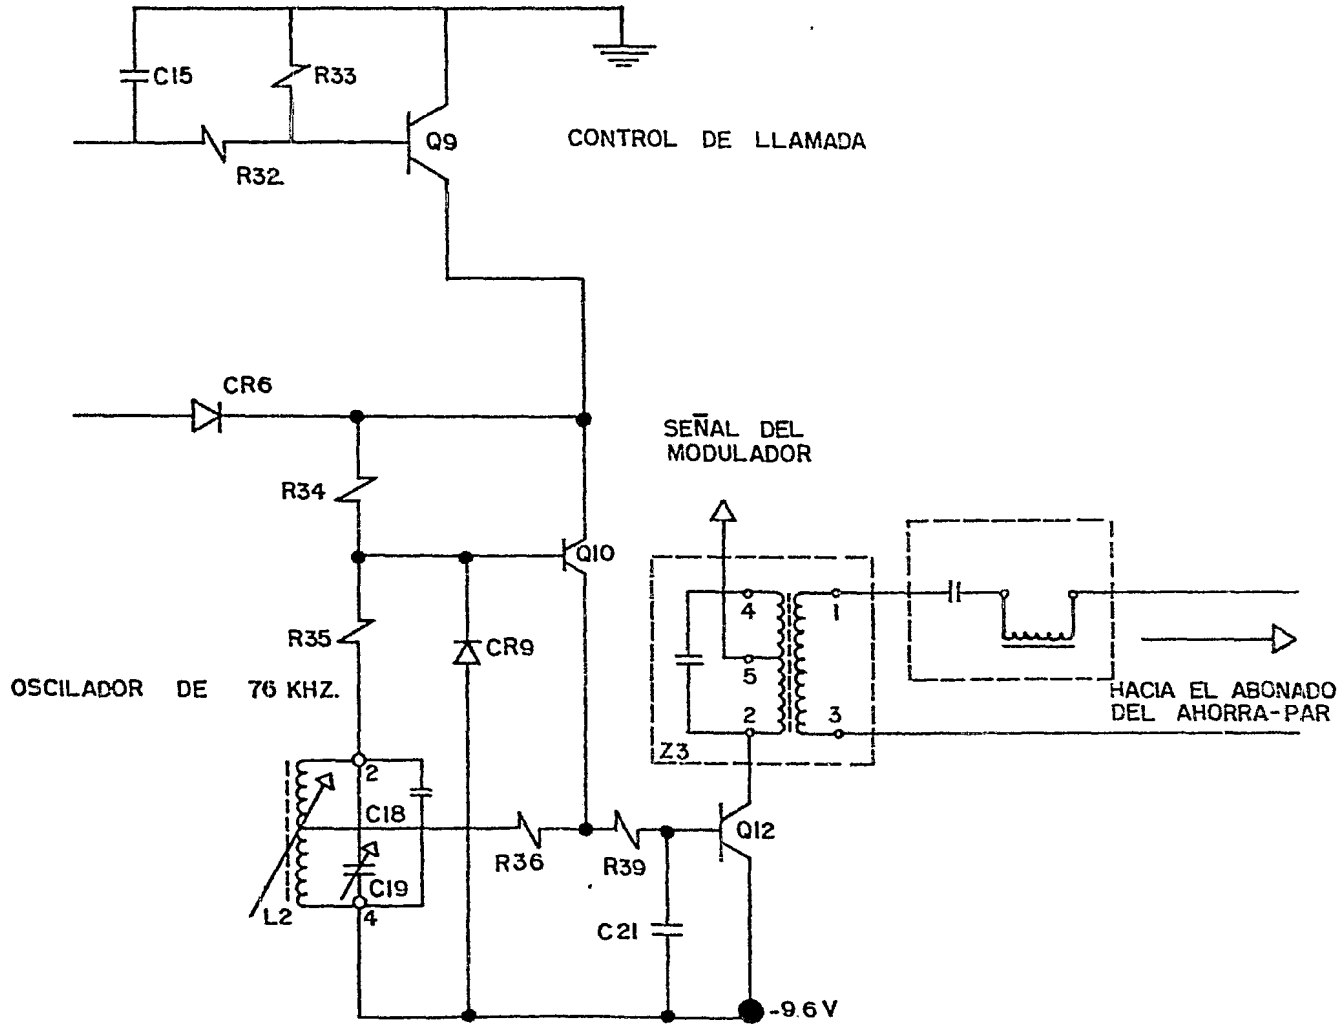 C15
R33
Q9
CONTROL DE LLAMADA
R32
CR6
SEÑAL DEL
MODULADOR
R34
Q10
4
1
R35
CR9
5
OSCILADOR DE 76 KHZ.
HACIA EL ABONADO
DEL AHORRA-PAR
2
3
Z3
2
C18
Q12
R36
R39
C19
L2
4
C21
-9.6 V